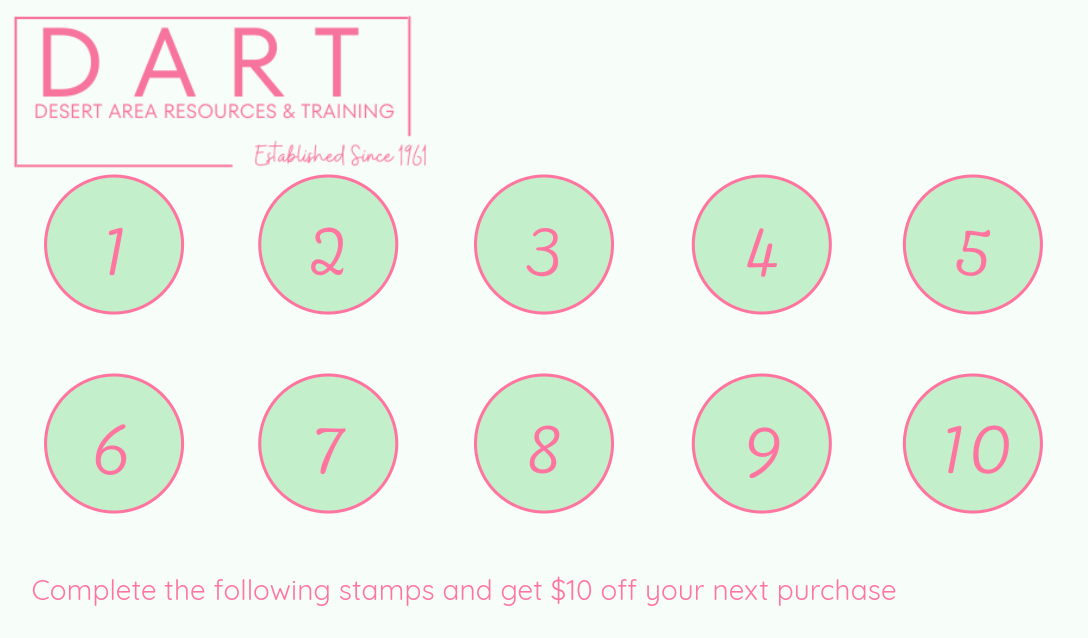 DART
DESERT AREA RESOURCES & TRAINING
Established Since 1961
1 2 3 4 5
6 7 8 9 10
Complete the following stamps and get $10 off your next purchase